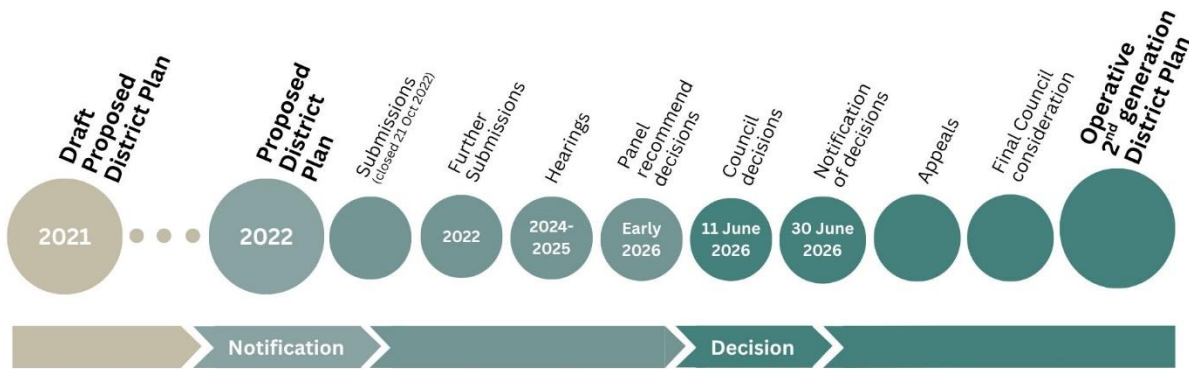 Draft
Proposed
District Plan
Proposed
District
Plan
Submissions
(closed 21 Oct 2022)
Further
Submissions
Hearings
Panel
recommend
decisions
Council
decisions
Notification
of decisions
Appeals
Final Council
consideration
Operative
2nd generation
District Plan
2021
2022
2022
2024-
2025
Early
2026
11 June
2026
30 June
2026
Notification
Decision